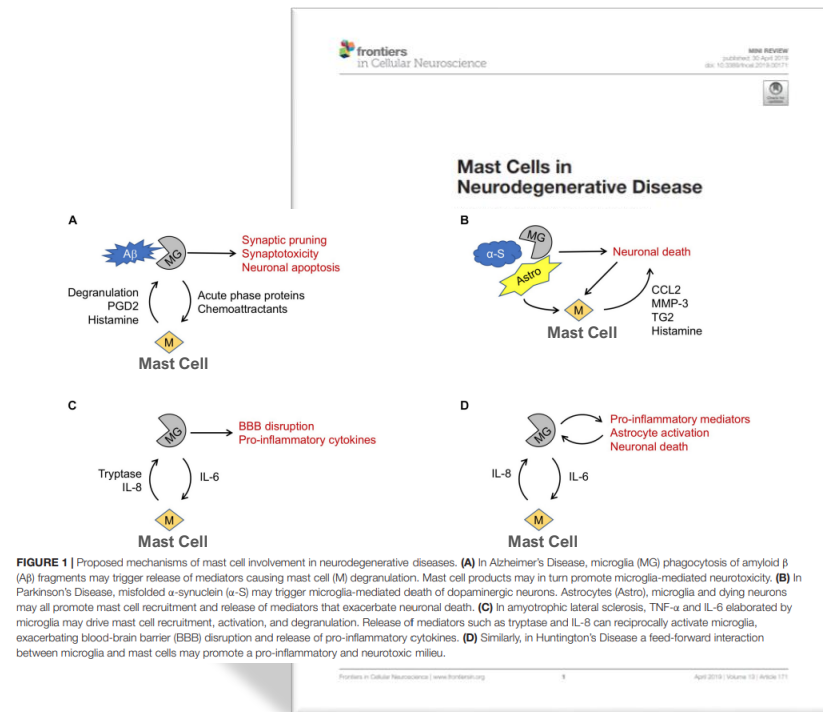 frontiers
in Cellular Neuroscience
MINI REVIEW
published: 30 April 2019
Mast Cells in
Neurodegenerative Disease
A
Aβ
MG
Synaptic pruning
Synaptotoxicity
Neuronal apoptosis
Degranulation
PGD2
Histamine
Acute phase proteins
Chemoattractants
M
Mast Cell
B
α-S
MG
Astro
Neuronal death
M
Mast Cell
CCL2
MMP-3
TG2
Histamine
C
MG
BBB disruption
Pro-inflammatory cytokines
Tryptase
IL-8
IL-6
M
Mast Cell
D
MG
Pro-inflammatory mediators
Astrocyte activation
Neuronal death
IL-8
IL-6
M
Mast Cell
FIGURE 1 | Proposed mechanisms of mast cell involvement in neurodegenerative diseases. (A) In Alzheimer's Disease, microglia (MG) phagocytosis of amyloid β
(Aβ) fragments may trigger release of mediators causing mast cell (M) degranulation. Mast cell products may in turn promote microglia-mediated neurotoxicity. (B) In
Parkinson's Disease, misfolded α-synuclein (α-S) may trigger microglia-mediated death of dopaminergic neurons. Astrocytes (Astro), microglia and dying neurons
may all promote mast cell recruitment and release of mediators that exacerbate neuronal death. (C) In amyotrophic lateral sclerosis, TNF-α and IL-6 elaborated by
microglia may drive mast cell recruitment, activation, and degranulation. Release of mediators such as tryptase and IL-8 can reciprocally activate microglia,
exacerbating blood-brain barrier (BBB) disruption and release of pro-inflammatory cytokines. (D) Similarly, in Huntington's Disease a feed-forward interaction
between microglia and mast cells may promote a pro-inflammatory and neurotoxic milieu.
Frontiers in Cellular Neuroscience | www.frontiersin.org
April 2019 | Volume 13 | Article 171